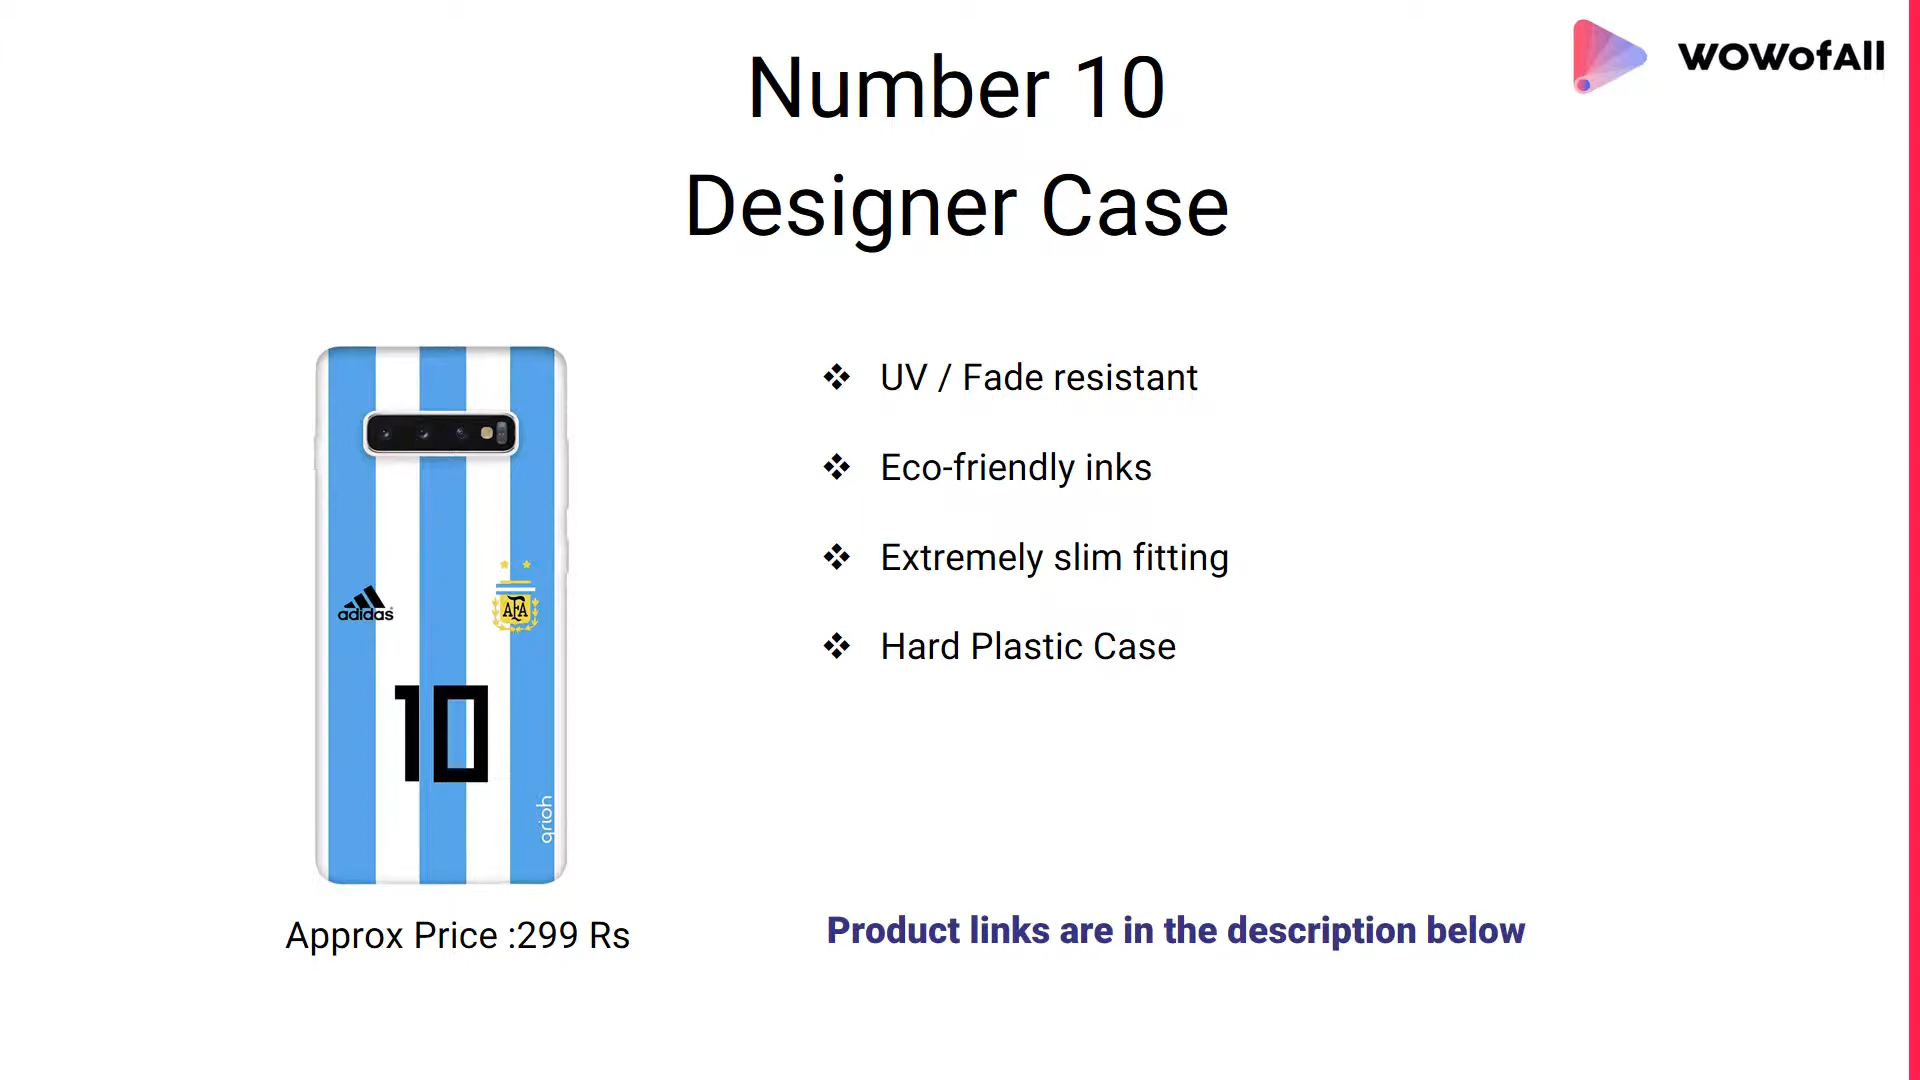 WOWofAll
Number 10
Designer Case
❖ UV / Fade resistant
❖ Eco-friendly inks
❖ Extremely slim fitting
❖ Hard Plastic Case
adidas
AFA
10
qrioh
Approx Price :299 Rs
Product links are in the description below